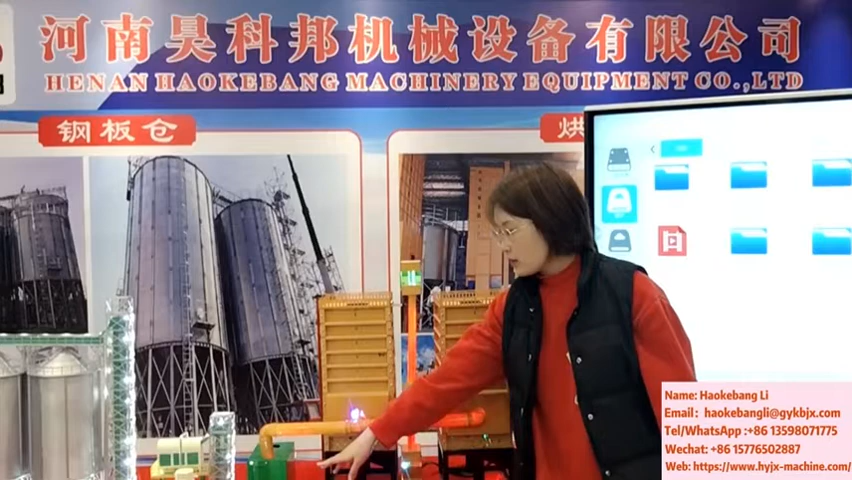 河南昊科邦机械设备有限公司
HENAN HAOKEBANG MACHINERY EQUIPMENT CO.,LTD
钢板仓
烘
Name: Haokebang Li
Email: haokebangli@gykbjx.com
Tel/WhatsApp :+86 13598071775
Wechat: +86 15776502887
Web: https://www.hyjx-machine.com/